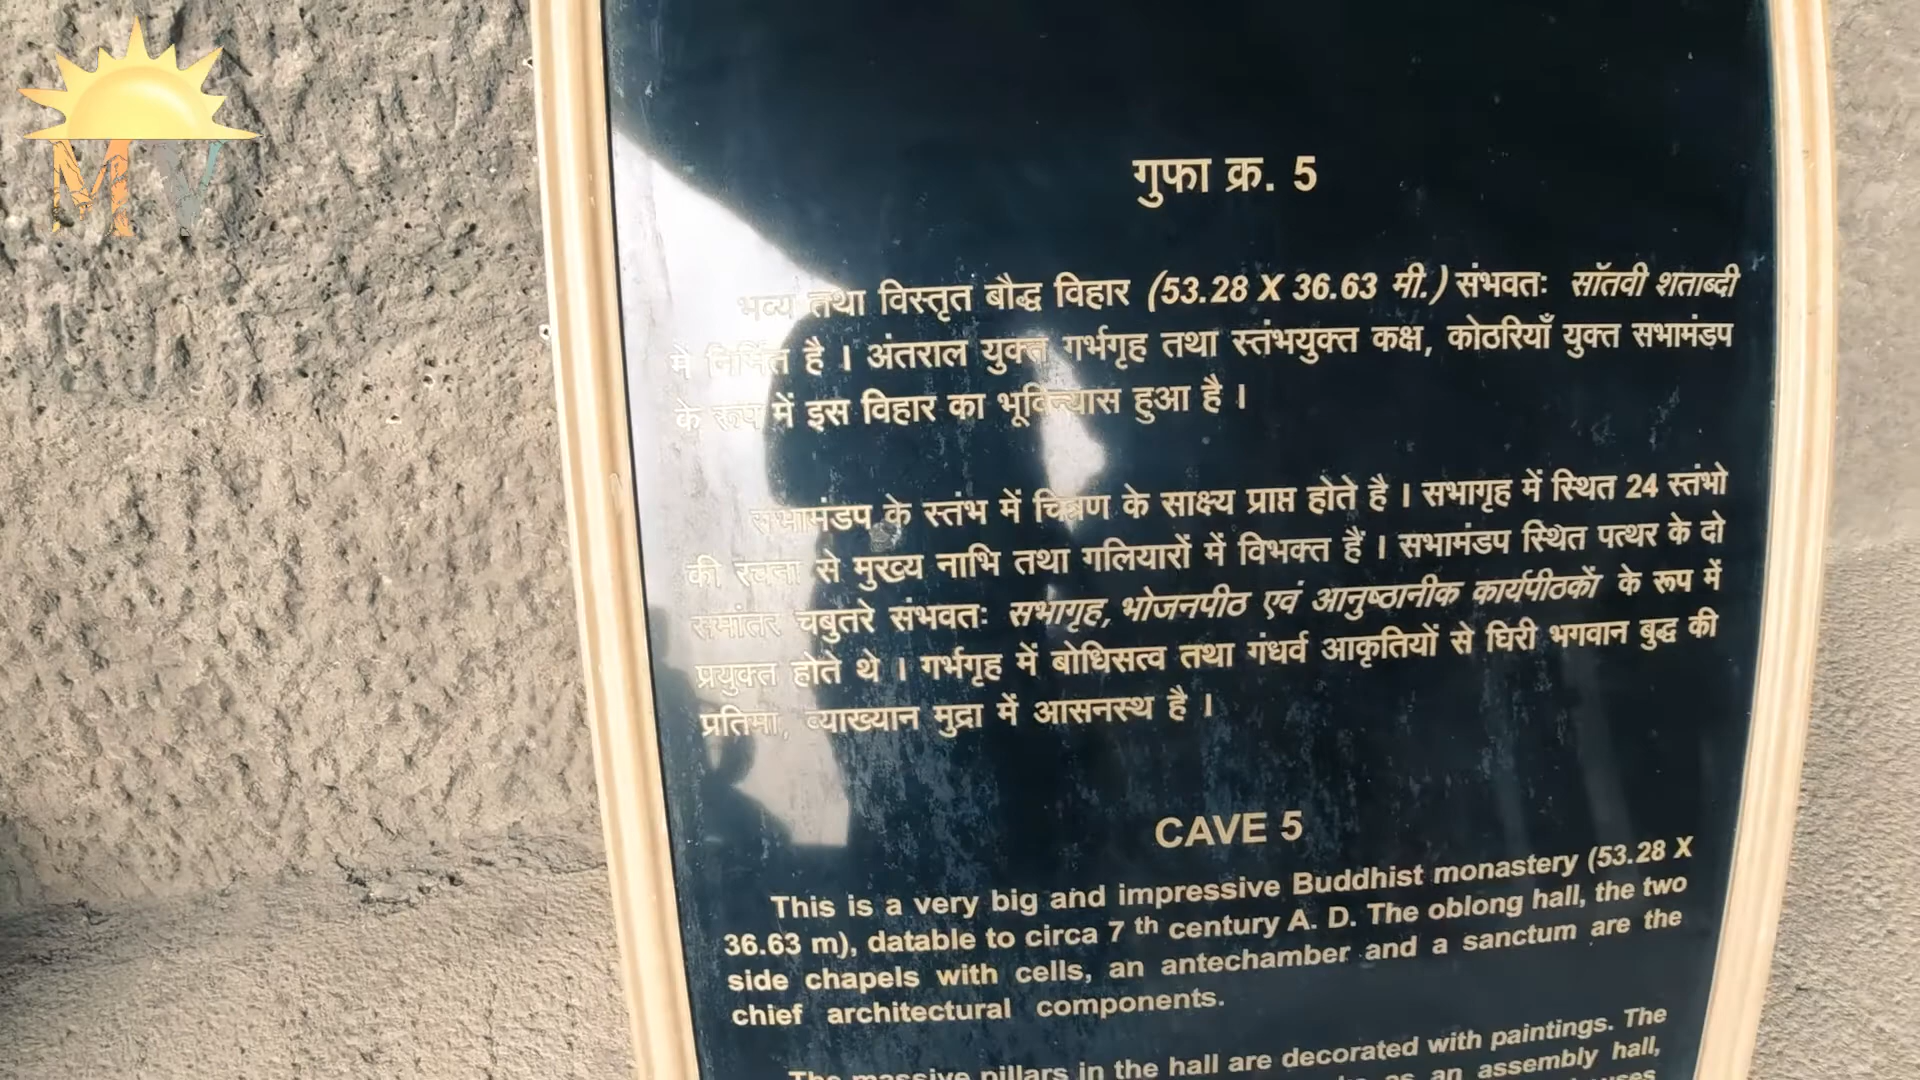 MV
गुफा क्र. 5
भव्य तथा विस्तृत बौद्ध विहार (53.28 X 36.63 मी.) संभवतः सॉतवी शताब्दी
में निर्मित है । अंतराल युक्त गर्भगृह तथा स्तंभयुक्त कक्ष, कोठरियाँ युक्त सभामंडप
के रूप में इस विहार का भूविन्यास हुआ है ।
सभामंडप के स्तंभ में चित्रण के साक्ष्य प्राप्त होते है । सभागृह में स्थित 24 स्तंभो
की रचना से मुख्य नाभि तथा गलियारों में विभक्त हैं । सभामंडप स्थित पत्थर के दो
समांतर चबुतरे संभवतः सभागृह, भोजनपीठ एवं आनुष्ठानीक कार्यपीठकों के रूप में
प्रयुक्त होते थे । गर्भगृह में बोधिसत्व तथा गंधर्व आकृतियों से घिरी भगवान बुद्ध की
प्रतिमा, व्याख्यान मुद्रा में आसनस्थ है ।
CAVE 5
This is a very big and impressive Buddhist monastery (53.28 X
36.63 m), datable to circa 7 th century A. D. The oblong hall, the two
side chapels with cells, an antechamber and a sanctum are the
chief architectural components.
The massive pillars in the hall are decorated with paintings. The
as an assembly hall,